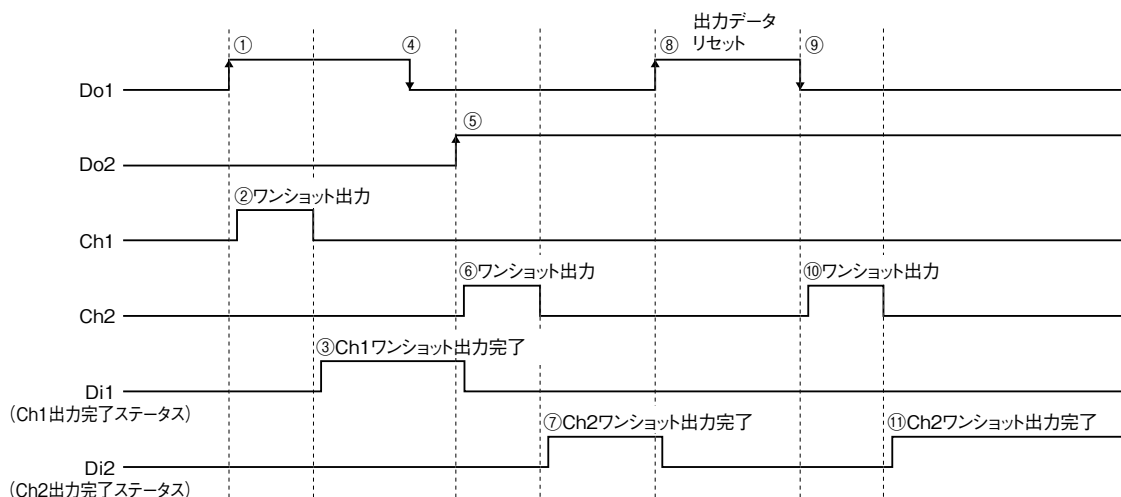 出力データ
リセット
① ④ ⑧ ⑨
Do1
⑤
Do2
②ワンショット出力
Ch1
⑥ワンショット出力 ⑩ワンショット出力
Ch2
③Ch1ワンショット出力完了
Di1
（Ch1出力完了ステータス）
⑦Ch2ワンショット出力完了 ⑪Ch2ワンショット出力完了
Di2
（Ch2出力完了ステータス）